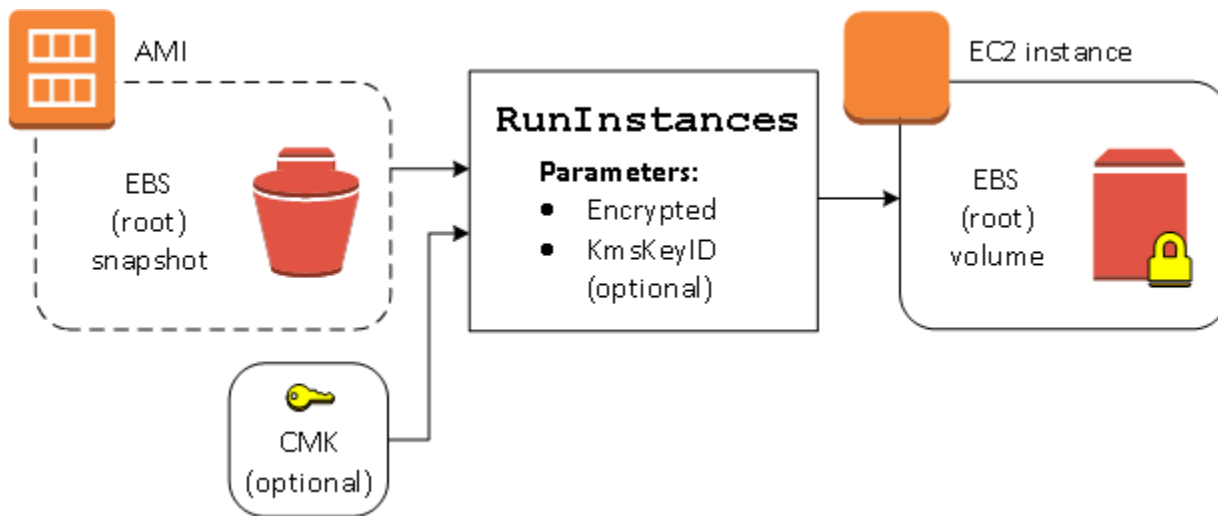 AMI
EBS
(root)
snapshot
CMK
(optional)
RunInstances
Parameters:
● Encrypted
● KmsKeyID
(optional)
EC2 instance
EBS
(root)
volume